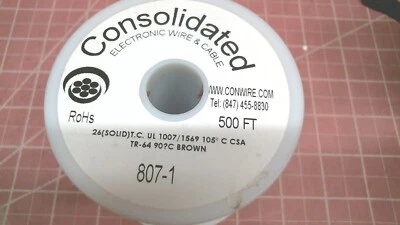 Consolidated
ELECTRONIC WIRE & CABLE
WWW.CONWIRE.COM
Tel: (847) 455-8830
RoHs
500 FT
26(SOLID)T.C. UL 1007/1569 105° C CSA
TR-64 90?C BROWN
807-1